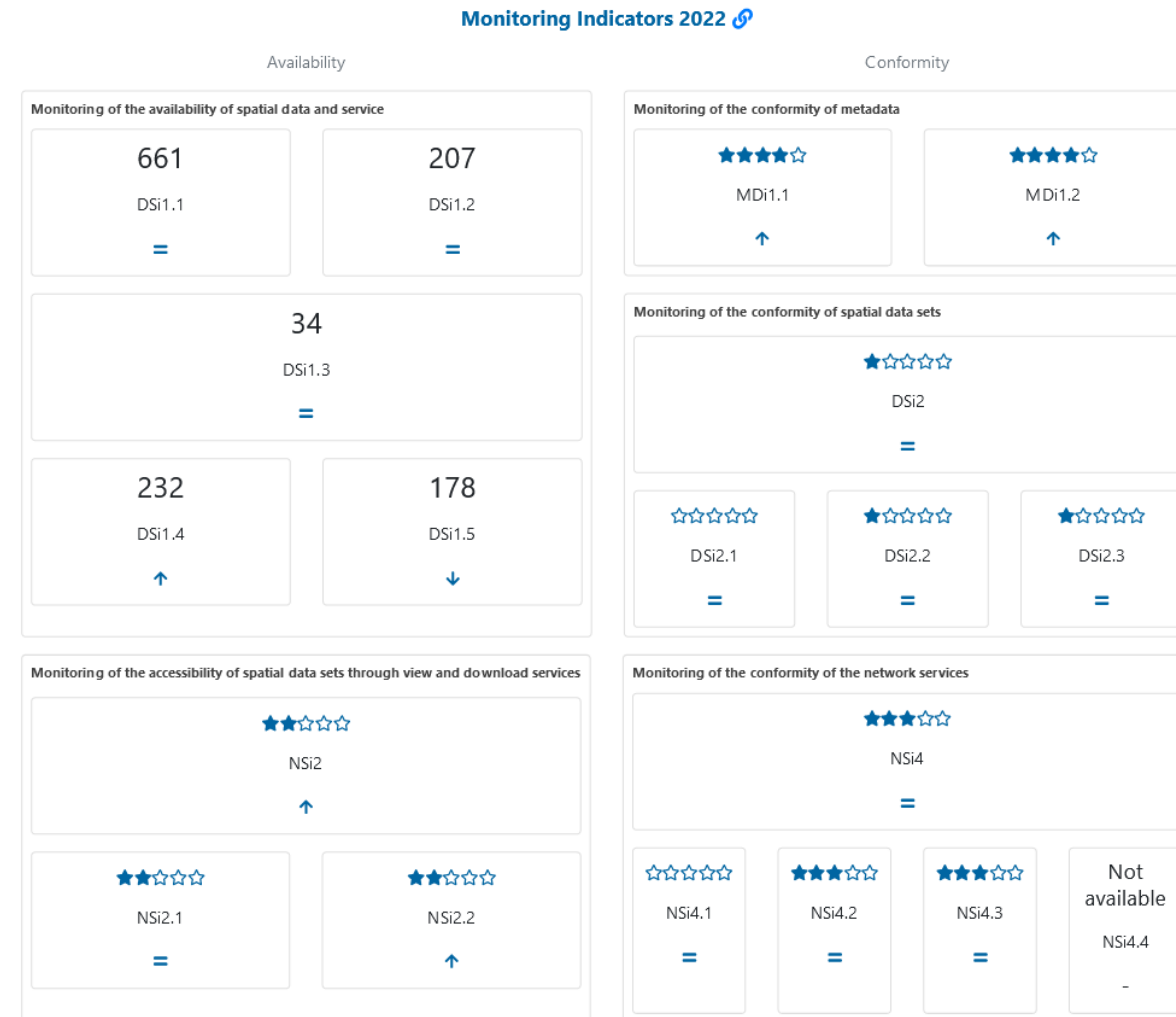 Monitoring Indicators 2022
Availability
Conformity
Monitoring of the availability of spatial data and service
661
DSi1.1
=
207
DSi1.2
=
34
DSi1.3
=
232
DSi1.4
↑
178
DSi1.5
↓
Monitoring of the conformity of metadata
★★★★☆
MDi1.1
↑
★★★★☆
MDi1.2
↑
Monitoring of the conformity of spatial data sets
★☆☆☆☆
DSi2
=
☆☆☆☆☆
DSi2.1
=
★☆☆☆☆
DSi2.2
=
★☆☆☆☆
DSi2.3
=
Monitoring of the accessibility of spatial data sets through view and download services
★★☆☆☆
NSi2
↑
★★☆☆☆
NSi2.1
=
★★☆☆☆
NSi2.2
↑
Monitoring of the conformity of the network services
★★★☆☆
NSi4
=
☆☆☆☆☆
NSi4.1
=
★★★☆☆
NSi4.2
=
★★★☆☆
NSi4.3
=
Not
available
NSi4.4
-